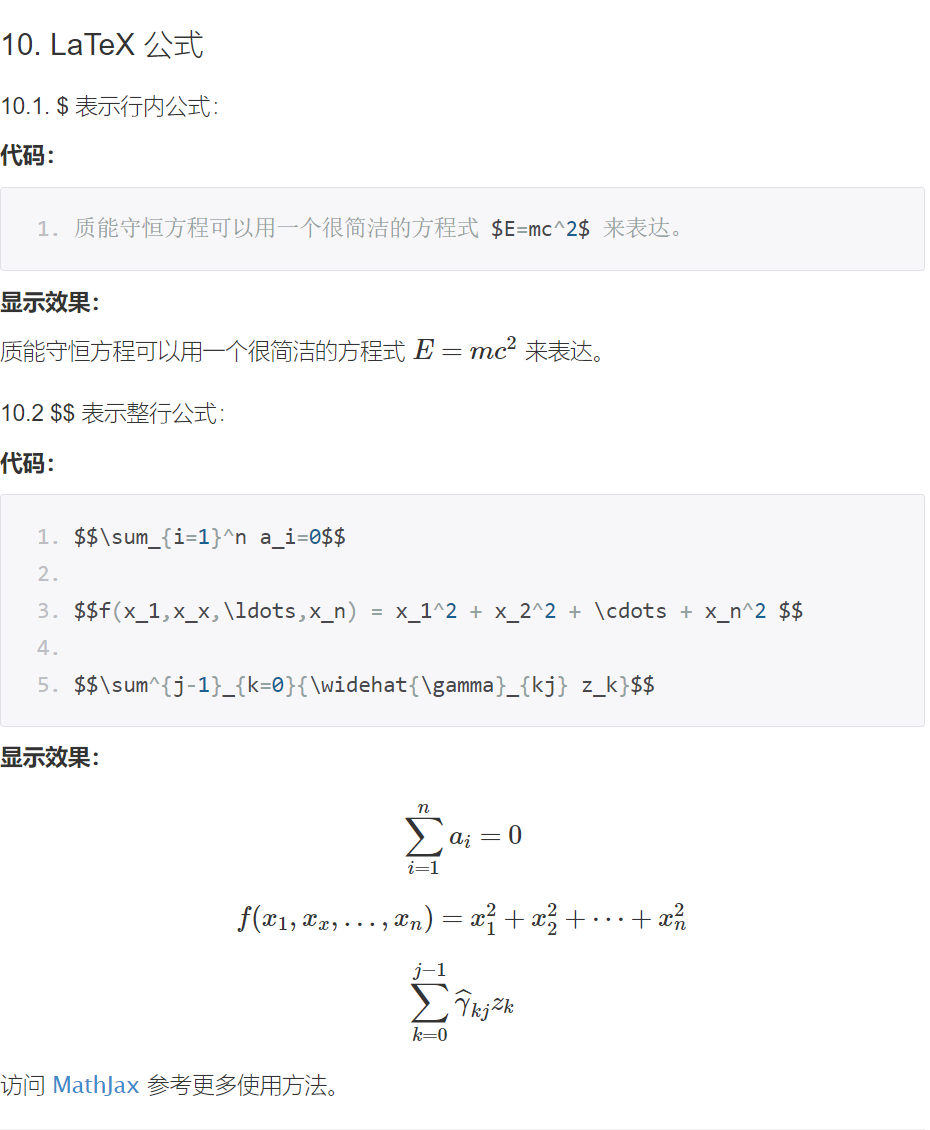 10. LaTeX 公式
10.1. $ 表示行内公式：
代码：
1. 质能守恒方程可以用一个很简洁的方程式 $E=mc^2$ 来表达。
显示效果：
质能守恒方程可以用一个很简洁的方程式 E = mc² 来表达。
10.2 $$ 表示整行公式：
代码：
1. $$\sum_{i=1}^n a_i=0$$
2.
3. $$f(x_1,x_x,\ldots,x_n) = x_1^2 + x_2^2 + \cdots + x_n^2 $$
4.
5. $$\sum^{j-1}_{k=0}{\widehat{\gamma}_{kj} z_k}$$
显示效果：
\sum_{i=1}^{n} a_i = 0
f(x_1, x_x, \ldots, x_n) = x_1^2 + x_2^2 + \cdots + x_n^2
\sum_{k=0}^{j-1} \widehat{\gamma}_{kj} z_k
访问 MathJax 参考更多使用方法。